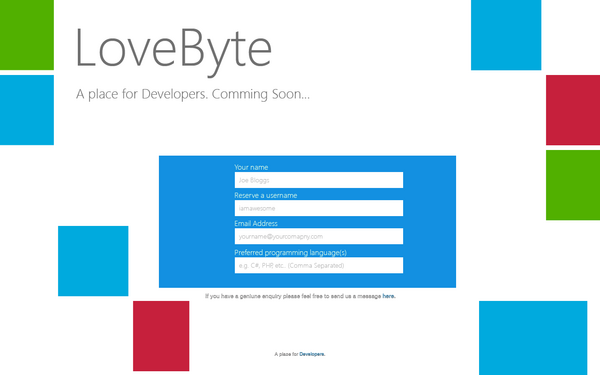 LoveByte
A place for Developers. Comming Soon...
Your name
Joe Bloggs
Reserve a username
iamawesome
Email Address
yourname@yourcomapny.com
Preferred programming language(s)
e.g. C#, PHP, etc. (Comma Separated)
If you have a geniune enquiry please feel free to send us a message here.
A place for Developers.